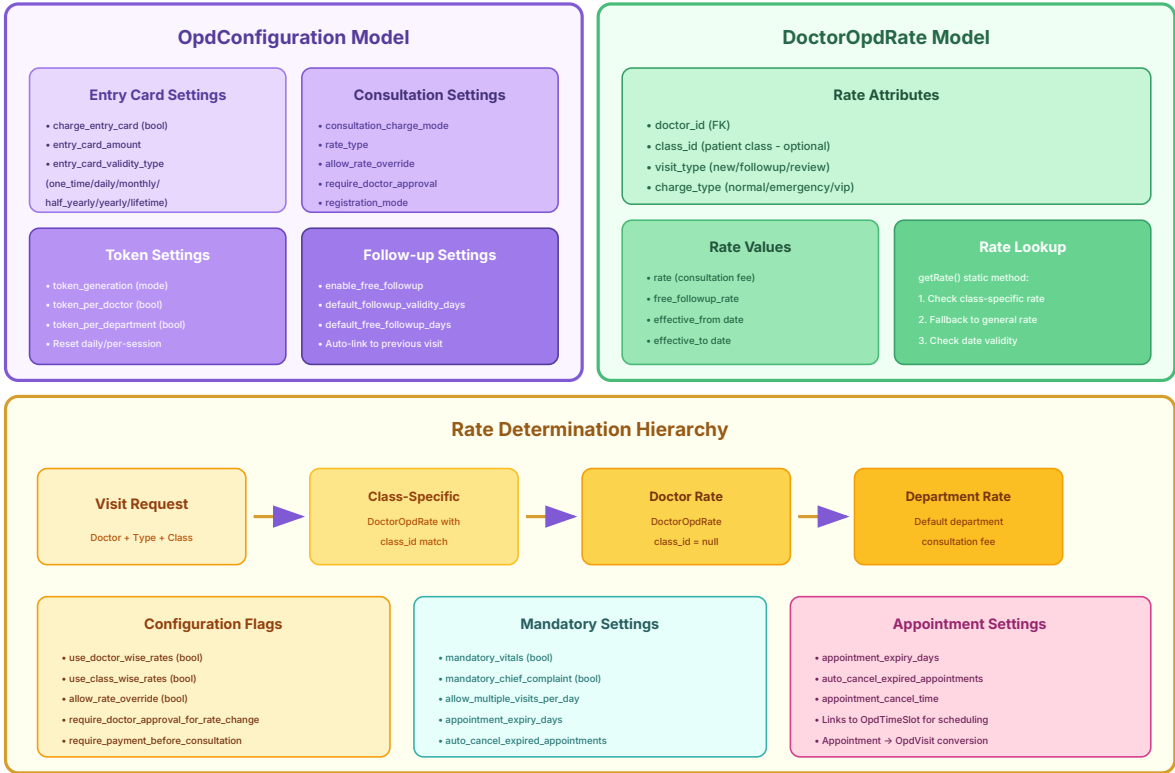 OpdConfiguration Model
Entry Card Settings
• charge_entry_card (bool)
• entry_card_amount
• entry_card_validity_type
(one_time/daily/monthly/
half_yearly/yearly/lifetime)
Consultation Settings
• consultation_charge_mode
• rate_type
• allow_rate_override
• require_doctor_approval
• registration_mode
Token Settings
• token_generation (mode)
• token_per_doctor (bool)
• token_per_department (bool)
• Reset daily/per-session
Follow-up Settings
• enable_free_followup
• default_followup_validity_days
• default_free_followup_days
• Auto-link to previous visit
DoctorOpdRate Model
Rate Attributes
• doctor_id (FK)
• class_id (patient class - optional)
• visit_type (new/followup/review)
• charge_type (normal/emergency/vip)
Rate Values
• rate (consultation fee)
• free_followup_rate
• effective_from date
• effective_to date
Rate Lookup
getRate() static method:
1. Check class-specific rate
2. Fallback to general rate
3. Check date validity
Rate Determination Hierarchy
Visit Request
Doctor + Type + Class
Class-Specific
DoctorOpdRate with
class_id match
Doctor Rate
DoctorOpdRate
class_id = null
Department Rate
Default department
consultation fee
Configuration Flags
• use_doctor_wise_rates (bool)
• use_class_wise_rates (bool)
• allow_rate_override (bool)
• require_doctor_approval_for_rate_change
• require_payment_before_consultation
Mandatory Settings
• mandatory_vitals (bool)
• mandatory_chief_complaint (bool)
• allow_multiple_visits_per_day
• appointment_expiry_days
• auto_cancel_expired_appointments
Appointment Settings
• appointment_expiry_days
• auto_cancel_expired_appointments
• appointment_cancel_time
• Links to OpdTimeSlot for scheduling
• Appointment → OpdVisit conversion